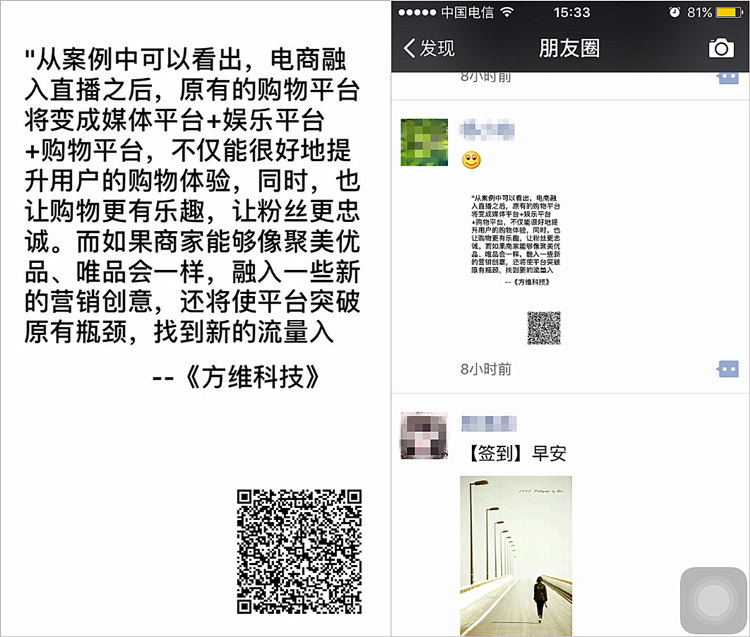 "从案例中可以看出，电商融
入直播之后，原有的购物平台
将变成媒体平台+娱乐平台
+购物平台，不仅能很好地提
升用户的购物体验，同时，也
让购物更有乐趣，让粉丝更忠
诚。而如果商家能够像聚美优
品、唯品会一样，融入一些新
的营销创意，还将使平台突破
原有瓶颈，找到新的流量入
--《方维科技》
中国电信 15:33 81%
发现 朋友圈
8小时前
"从案例中可以看出，电商融
入直播之后，原有的购物平台
将变成媒体平台+娱乐平台
+购物平台，不仅能很好地提
升用户的购物体验，同时，也
让购物更有乐趣，让粉丝更忠
诚。而如果商家能够像聚美优
品、唯品会一样，融入一些新
的营销创意，还将使平台突破
原有瓶颈，找到新的流量入
--《方维科技》
8小时前
【签到】早安